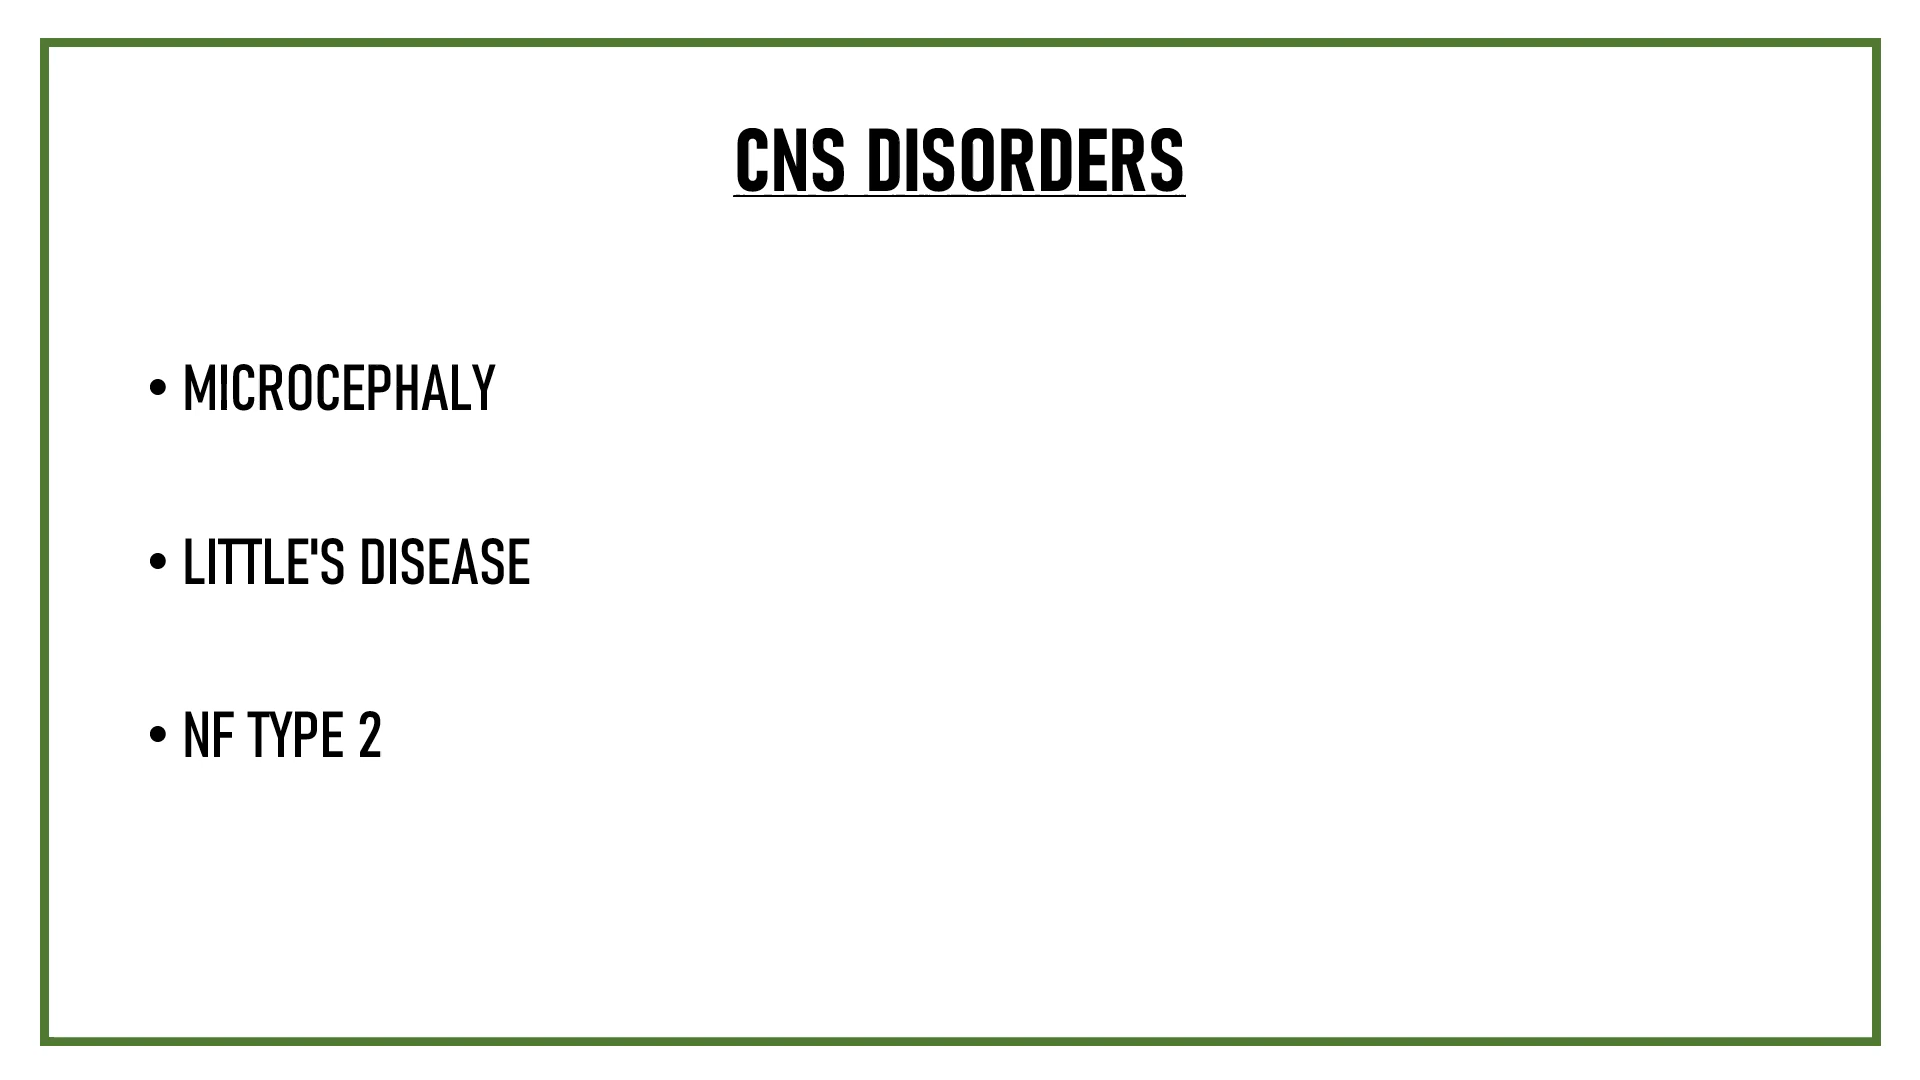 CNS DISORDERS
• MICROCEPHALY
• LITTLE'S DISEASE
• NF TYPE 2